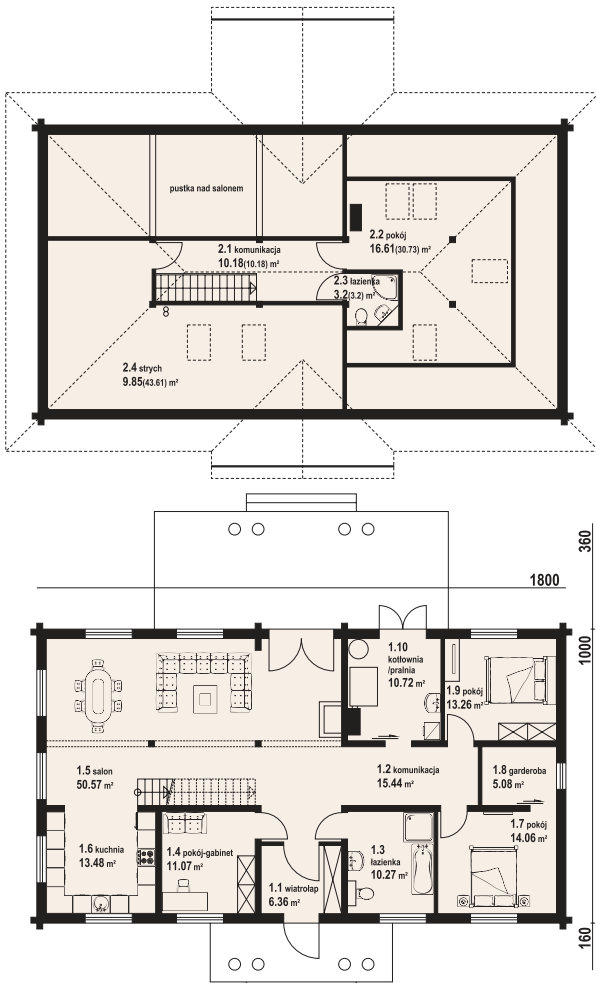 pustka nad salonem
2.1 komunikacja
10.18(10.18) m²
2.2 pokój
16.61(30.73) m²
2.3 łazienka
3.2(3.2) m²
8
2.4 strych
9.85(43.61) m²
360
1800
1000
1.10
kotłownia
/pralnia
10.72 m²
1.9 pokój
13.26 m²
1.5 salon
50.57 m²
1.2 komunikacja
15.44 m²
1.8 garderoba
5.08 m²
1.7 pokój
14.06 m²
1.6 kuchnia
13.48 m²
1.4 pokój-gabinet
11.07 m²
1.3
łazienka
10.27 m²
1.1 wiatrołap
6.36 m²
160